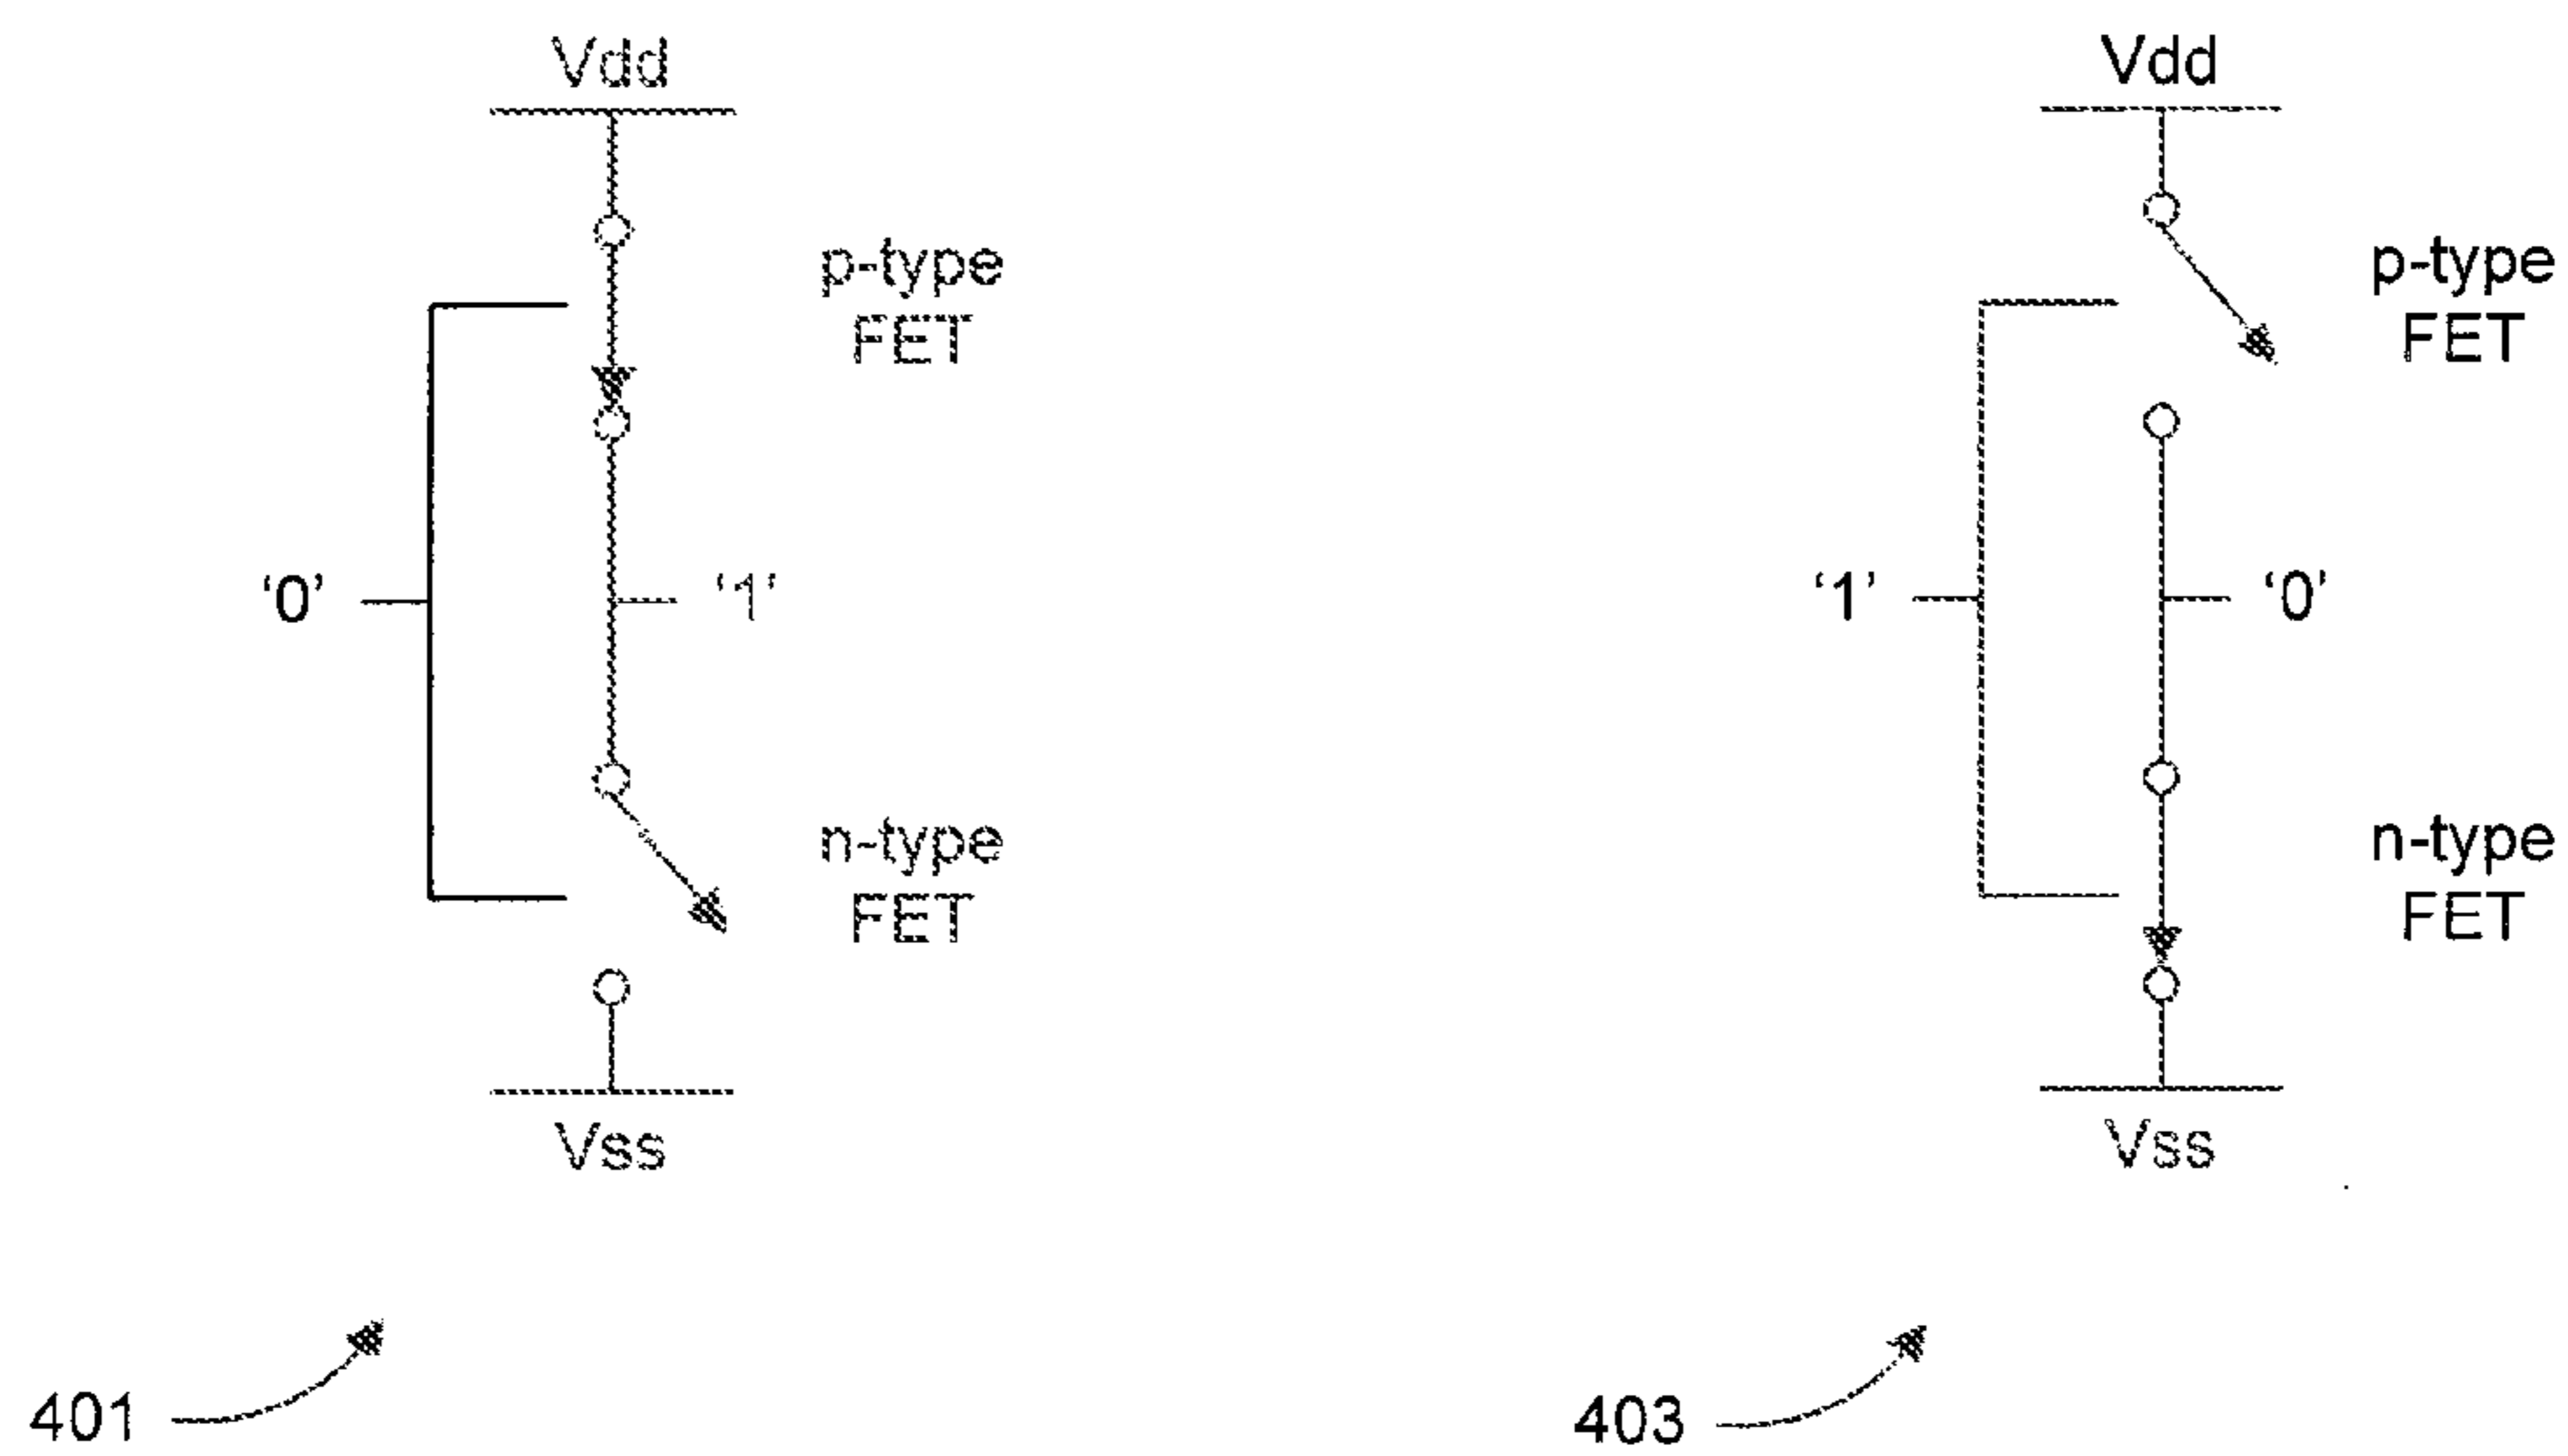 Vdd
p-type
FET
‘0’
‘1’
n-type
FET
Vss
401
Vdd
p-type
FET
‘1’
‘0’
n-type
FET
Vss
403